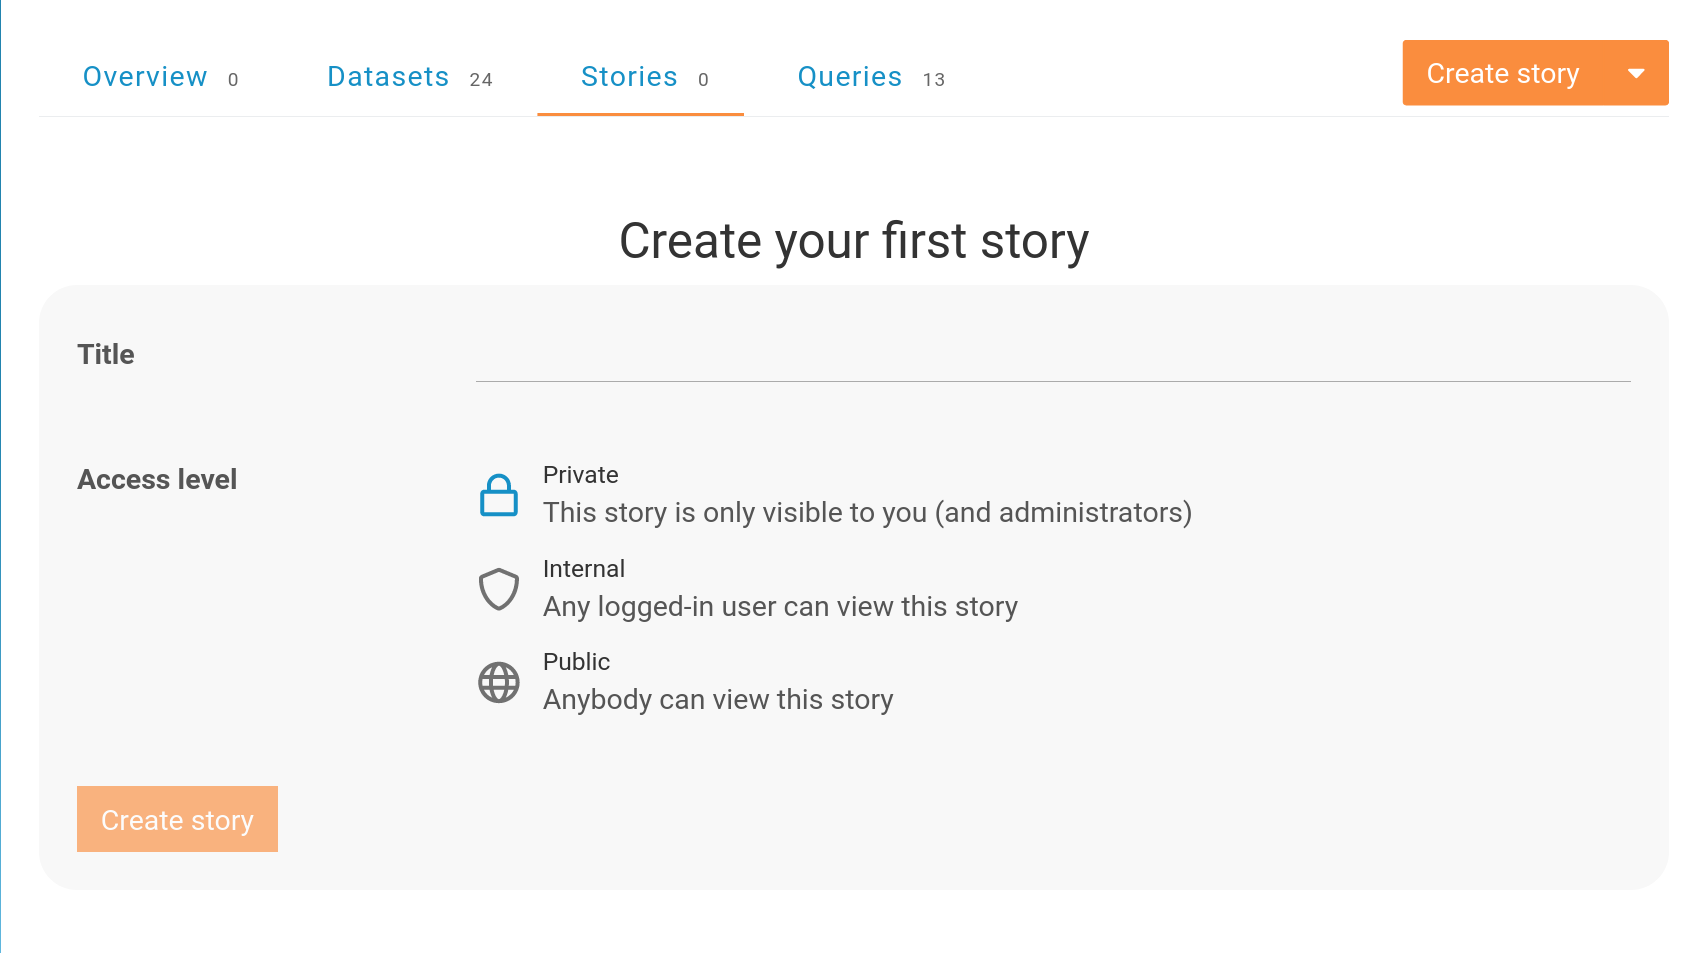 Overview 0 Datasets 24 Stories 0 Queries 13 Create story
Create your first story
Title
Access level
Private
This story is only visible to you (and administrators)
Internal
Any logged-in user can view this story
Public
Anybody can view this story
Create story